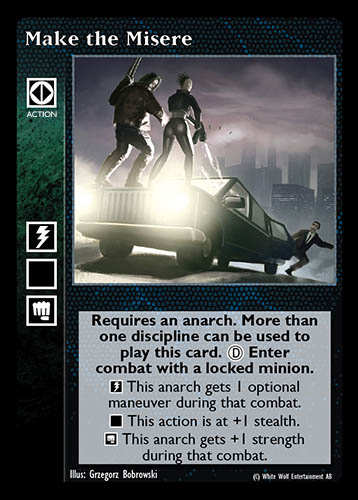 Make the Misere
ACTION
Requires an anarch. More than
one discipline can be used to
play this card. Ⓓ Enter
combat with a locked minion.
This anarch gets 1 optional
maneuver during that combat.
This action is at +1 stealth.
This anarch gets +1 strength
during that combat.
Illus: Grzegorz Bobrowski
(C) White Wolf Entertainment AB